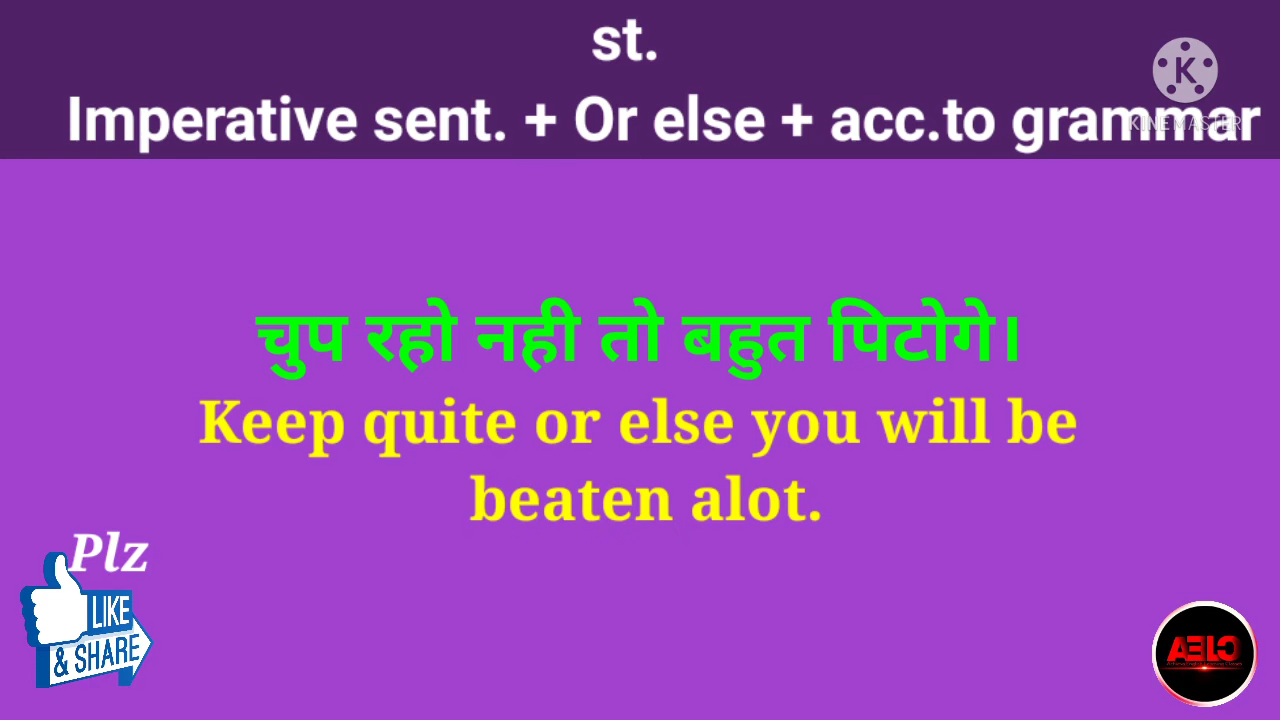 st.
Imperative sent. + Or else + acc.to grammar
KINEMASTER
चुप रहो नही तो बहुत पिटोगे।
Keep quite or else you will be
beaten alot.
Plz
LIKE
& SHARE
AELC